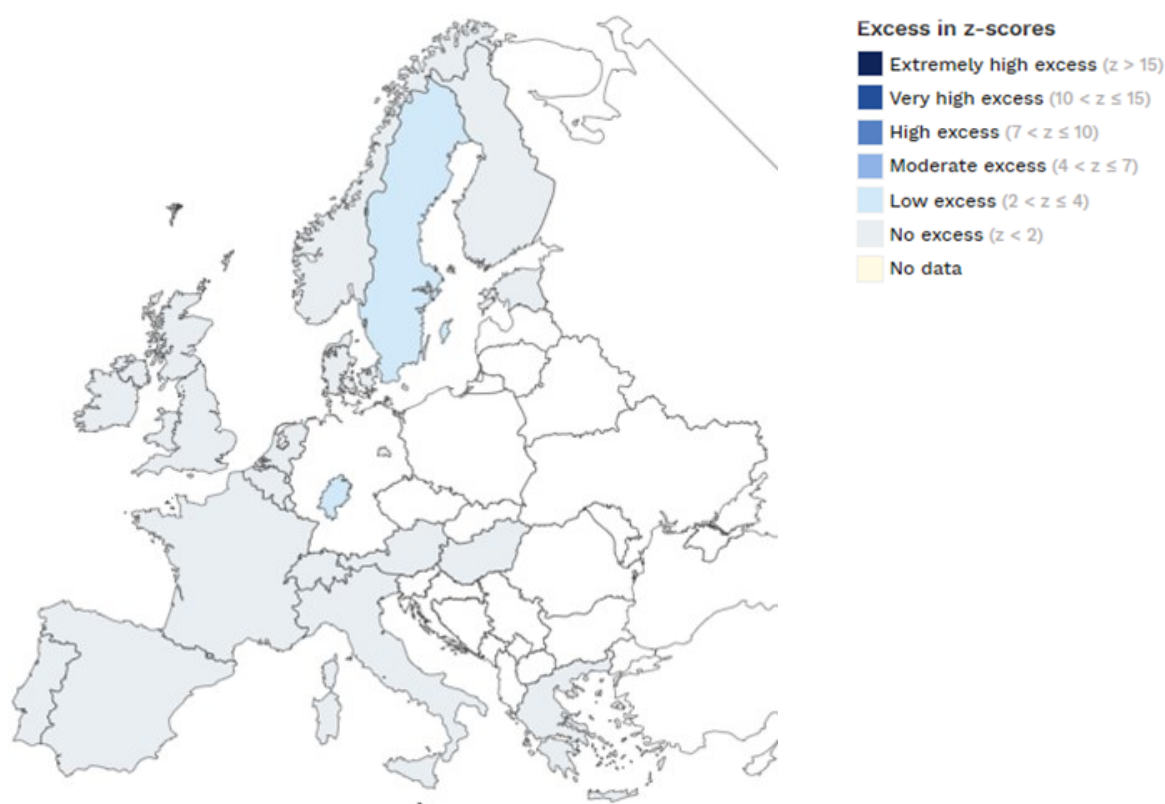 Excess in z-scores
Extremely high excess (z > 15)
Very high excess (10 < z ≤ 15)
High excess (7 < z ≤ 10)
Moderate excess (4 < z ≤ 7)
Low excess (2 < z ≤ 4)
No excess (z < 2)
No data